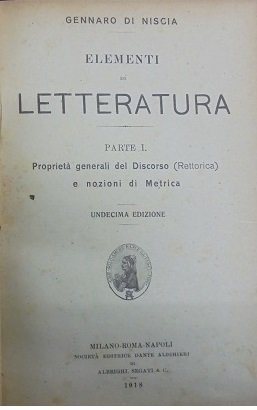 GENNARO DI NISCIA
ELEMENTI
DI
LETTERATURA
PARTE I.
Proprietà generali del Discorso (Rettorica)
e nozioni di Metrica
UNDECIMA EDIZIONE
MILANO-ROMA-NAPOLI
SOCIETÀ EDITRICE DANTE ALIGHIERI
DI
ALBRIGHI, SEGATI & C.
1918